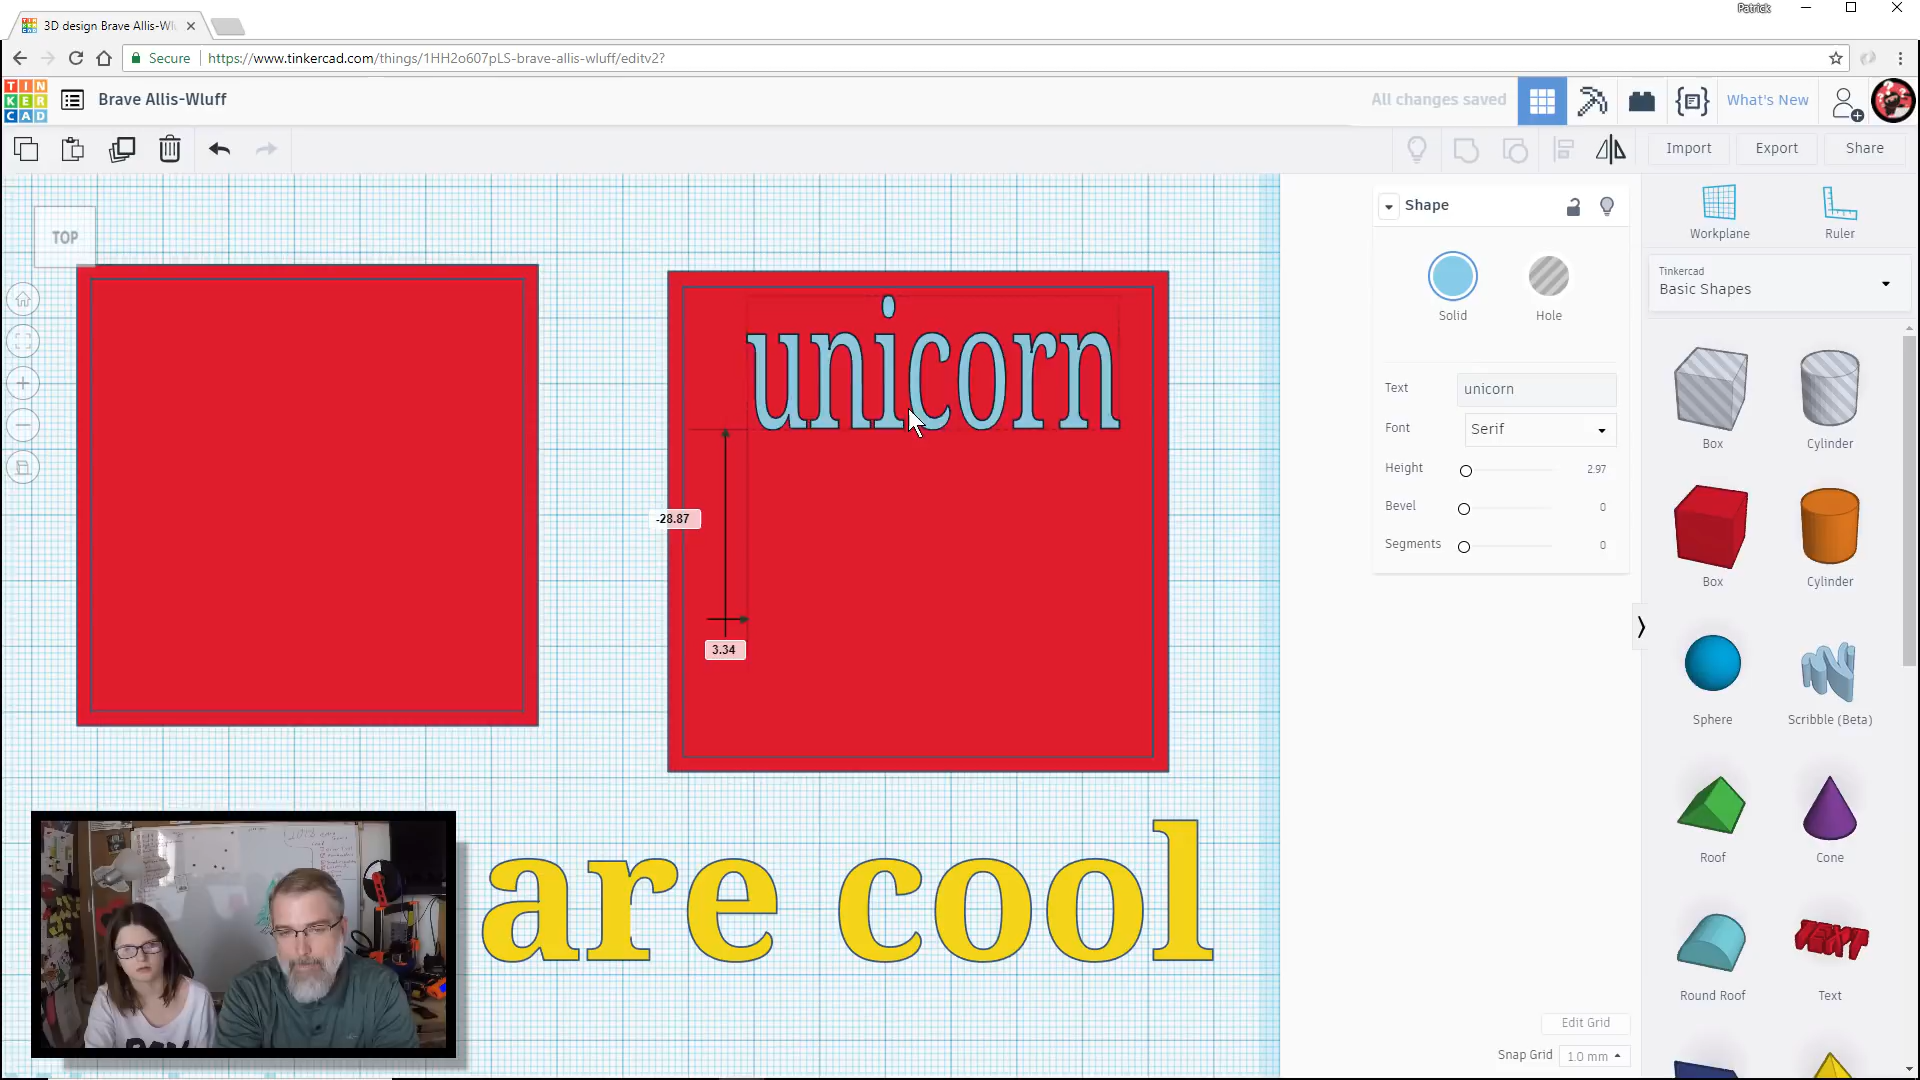 3D design Brave Allis-Wl
Patrick
Secure
https://www.tinkercad.com/things/1HH2o607pLS-brave-allis-wluff/editv2?
TIN
KER
CAD
Brave Allis-Wluff
All changes saved
What's New
Import
Export
Share
TOP
unicorn
-28.87
3.34
are cool
Shape
Solid
Hole
Text
unicorn
Font
Serif
Height
2.97
Bevel
0
Segments
0
Workplane
Ruler
Tinkercad
Basic Shapes
Box
Cylinder
Box
Cylinder
Sphere
Scribble (Beta)
Roof
Cone
Round Roof
TEXT
Text
Edit Grid
Snap Grid
1.0 mm